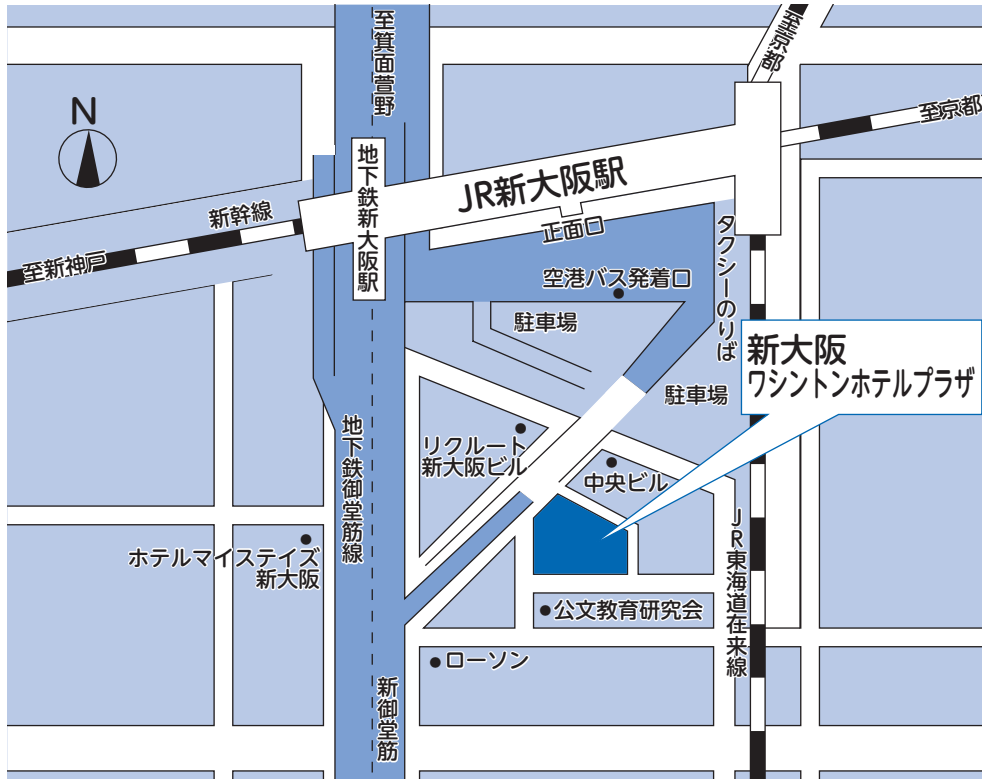 至箕面萱野
至京都
至京都
N
地下鉄新大阪駅
JR新大阪駅
新幹線
正面口
至新神戸
タクシーのりば
空港バス発着口
駐車場
新大阪
ワシントンホテルプラザ
駐車場
地下鉄御堂筋線
リクルート
新大阪ビル
中央ビル
JR東海道在来線
ホテルマイステイズ
新大阪
公文教育研究会
ローソン
新御堂筋